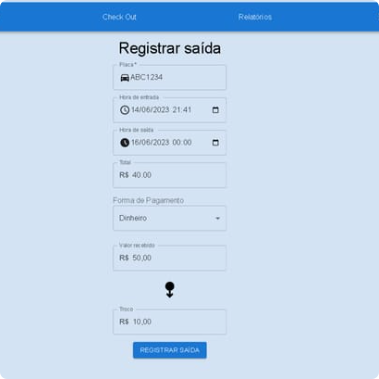 Check Out
Relatórios
Registrar saída
Placa *
ABC1234
Hora de entrada
14/06/2023 21:41
Hora de saída
16/06/2023 00:00
Total
R$ 40.00
Forma de Pagamento
Dinheiro
Valor recebido
R$ 50,00
Troco
R$ 10,00
REGISTRAR SAÍDA